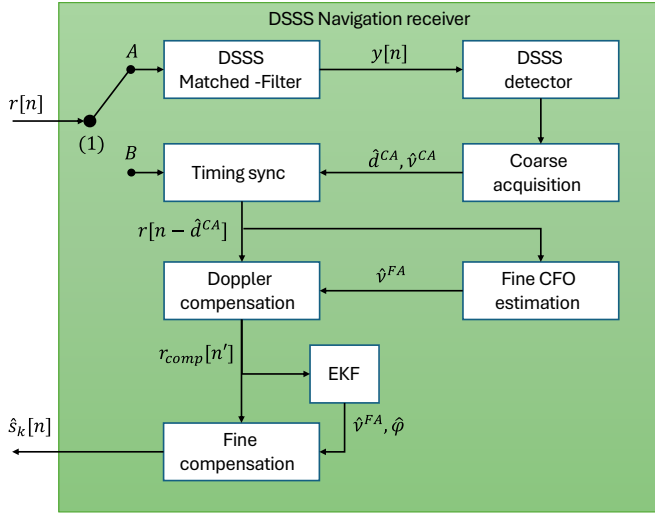 DSSS Navigation receiver
A
DSSS
Matched -Filter
y[n]
DSSS
detector
r[n]
(1)
B
Timing sync
d̂^{CA}, v̂^{CA}
Coarse
acquisition
r[n − d̂^{CA}]
Doppler
compensation
v̂^{FA}
Fine CFO
estimation
r_{comp}[n′]
EKF
ŝ_k[n]
Fine
compensation
v̂^{FA}, φ̂